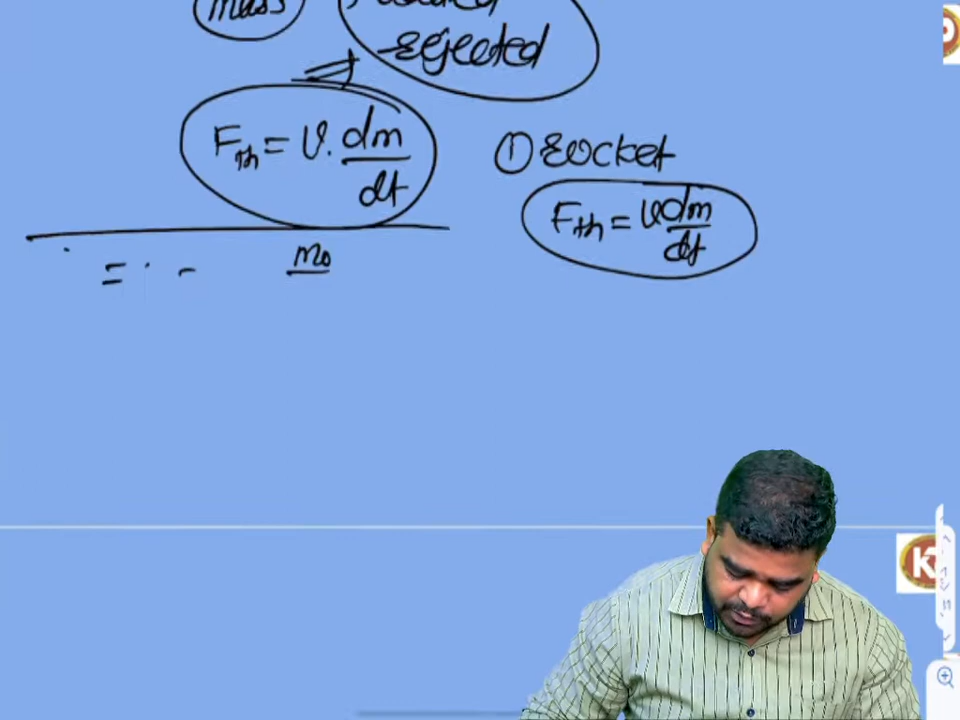 mass
ejected
F_th = v. dm/dt
① rocket
F_th = v dm/dt
= - m₀
K